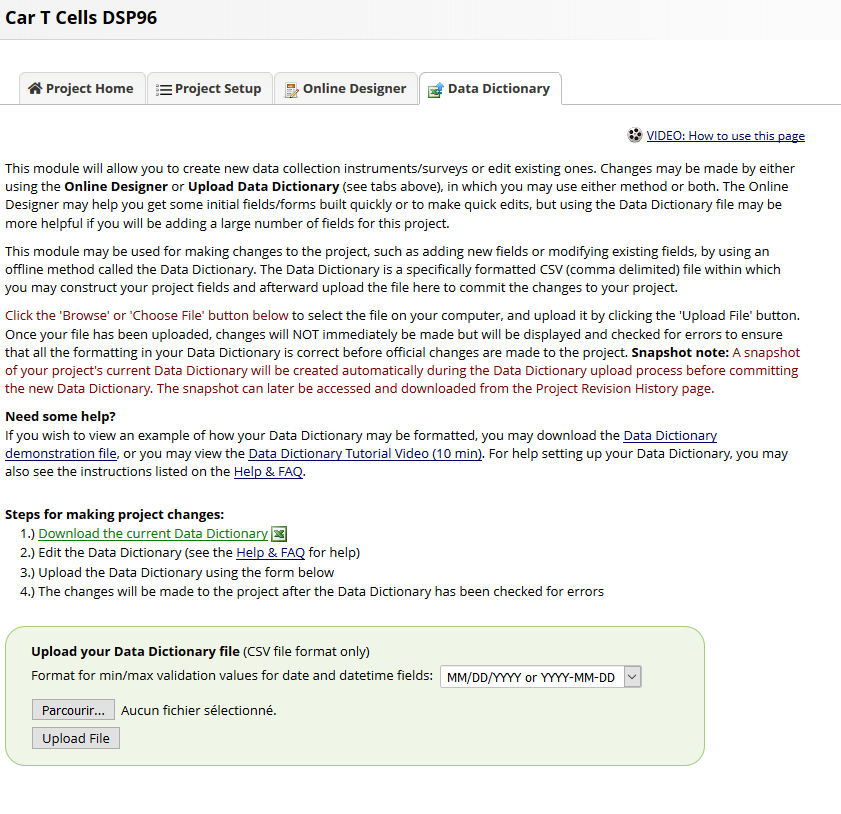 Car T Cells DSP96
Project Home
Project Setup
Online Designer
Data Dictionary
VIDEO: How to use this page
This module will allow you to create new data collection instruments/surveys or edit existing ones. Changes may be made by either
using the Online Designer or Upload Data Dictionary (see tabs above), in which you may use either method or both. The Online
Designer may help you get some initial fields/forms built quickly or to make quick edits, but using the Data Dictionary file may be
more helpful if you will be adding a large number of fields for this project.
This module may be used for making changes to the project, such as adding new fields or modifying existing fields, by using an
offline method called the Data Dictionary. The Data Dictionary is a specifically formatted CSV (comma delimited) file within which
you may construct your project fields and afterward upload the file here to commit the changes to your project.
Click the 'Browse' or 'Choose File' button below to select the file on your computer, and upload it by clicking the 'Upload File' button.
Once your file has been uploaded, changes will NOT immediately be made but will be displayed and checked for errors to ensure
that all the formatting in your Data Dictionary is correct before official changes are made to the project. Snapshot note: A snapshot
of your project's current Data Dictionary will be created automatically during the Data Dictionary upload process before committing
the new Data Dictionary. The snapshot can later be accessed and downloaded from the Project Revision History page.
Need some help?
If you wish to view an example of how your Data Dictionary may be formatted, you may download the Data Dictionary
demonstration file, or you may view the Data Dictionary Tutorial Video (10 min). For help setting up your Data Dictionary, you may
also see the instructions listed on the Help & FAQ.
Steps for making project changes:
1.) Download the current Data Dictionary
2.) Edit the Data Dictionary (see the Help & FAQ for help)
3.) Upload the Data Dictionary using the form below
4.) The changes will be made to the project after the Data Dictionary has been checked for errors
Upload your Data Dictionary file (CSV file format only)
Format for min/max validation values for date and datetime fields: MM/DD/YYYY or YYYY-MM-DD
Parcourir... Aucun fichier sélectionné.
Upload File